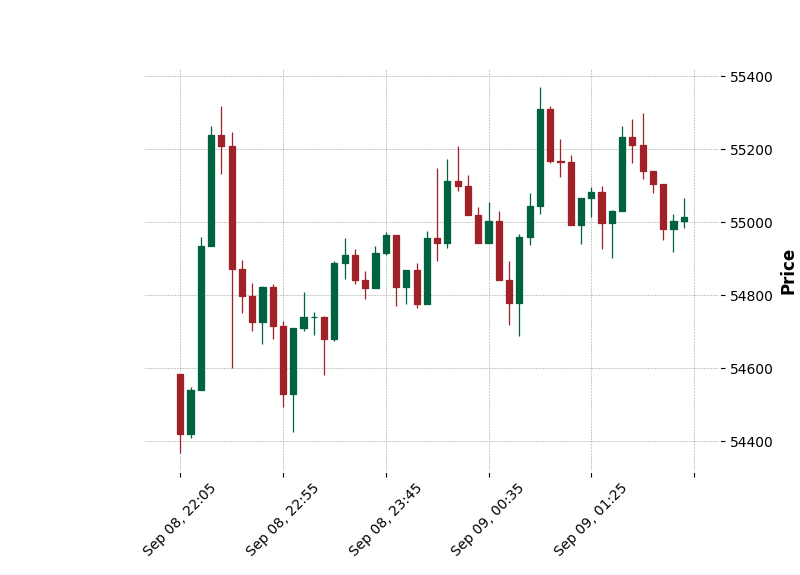 55400
55200
55000
54800
54600
54400
Price
Sep 08, 22:05
Sep 08, 22:55
Sep 08, 23:45
Sep 09, 00:35
Sep 09, 01:25